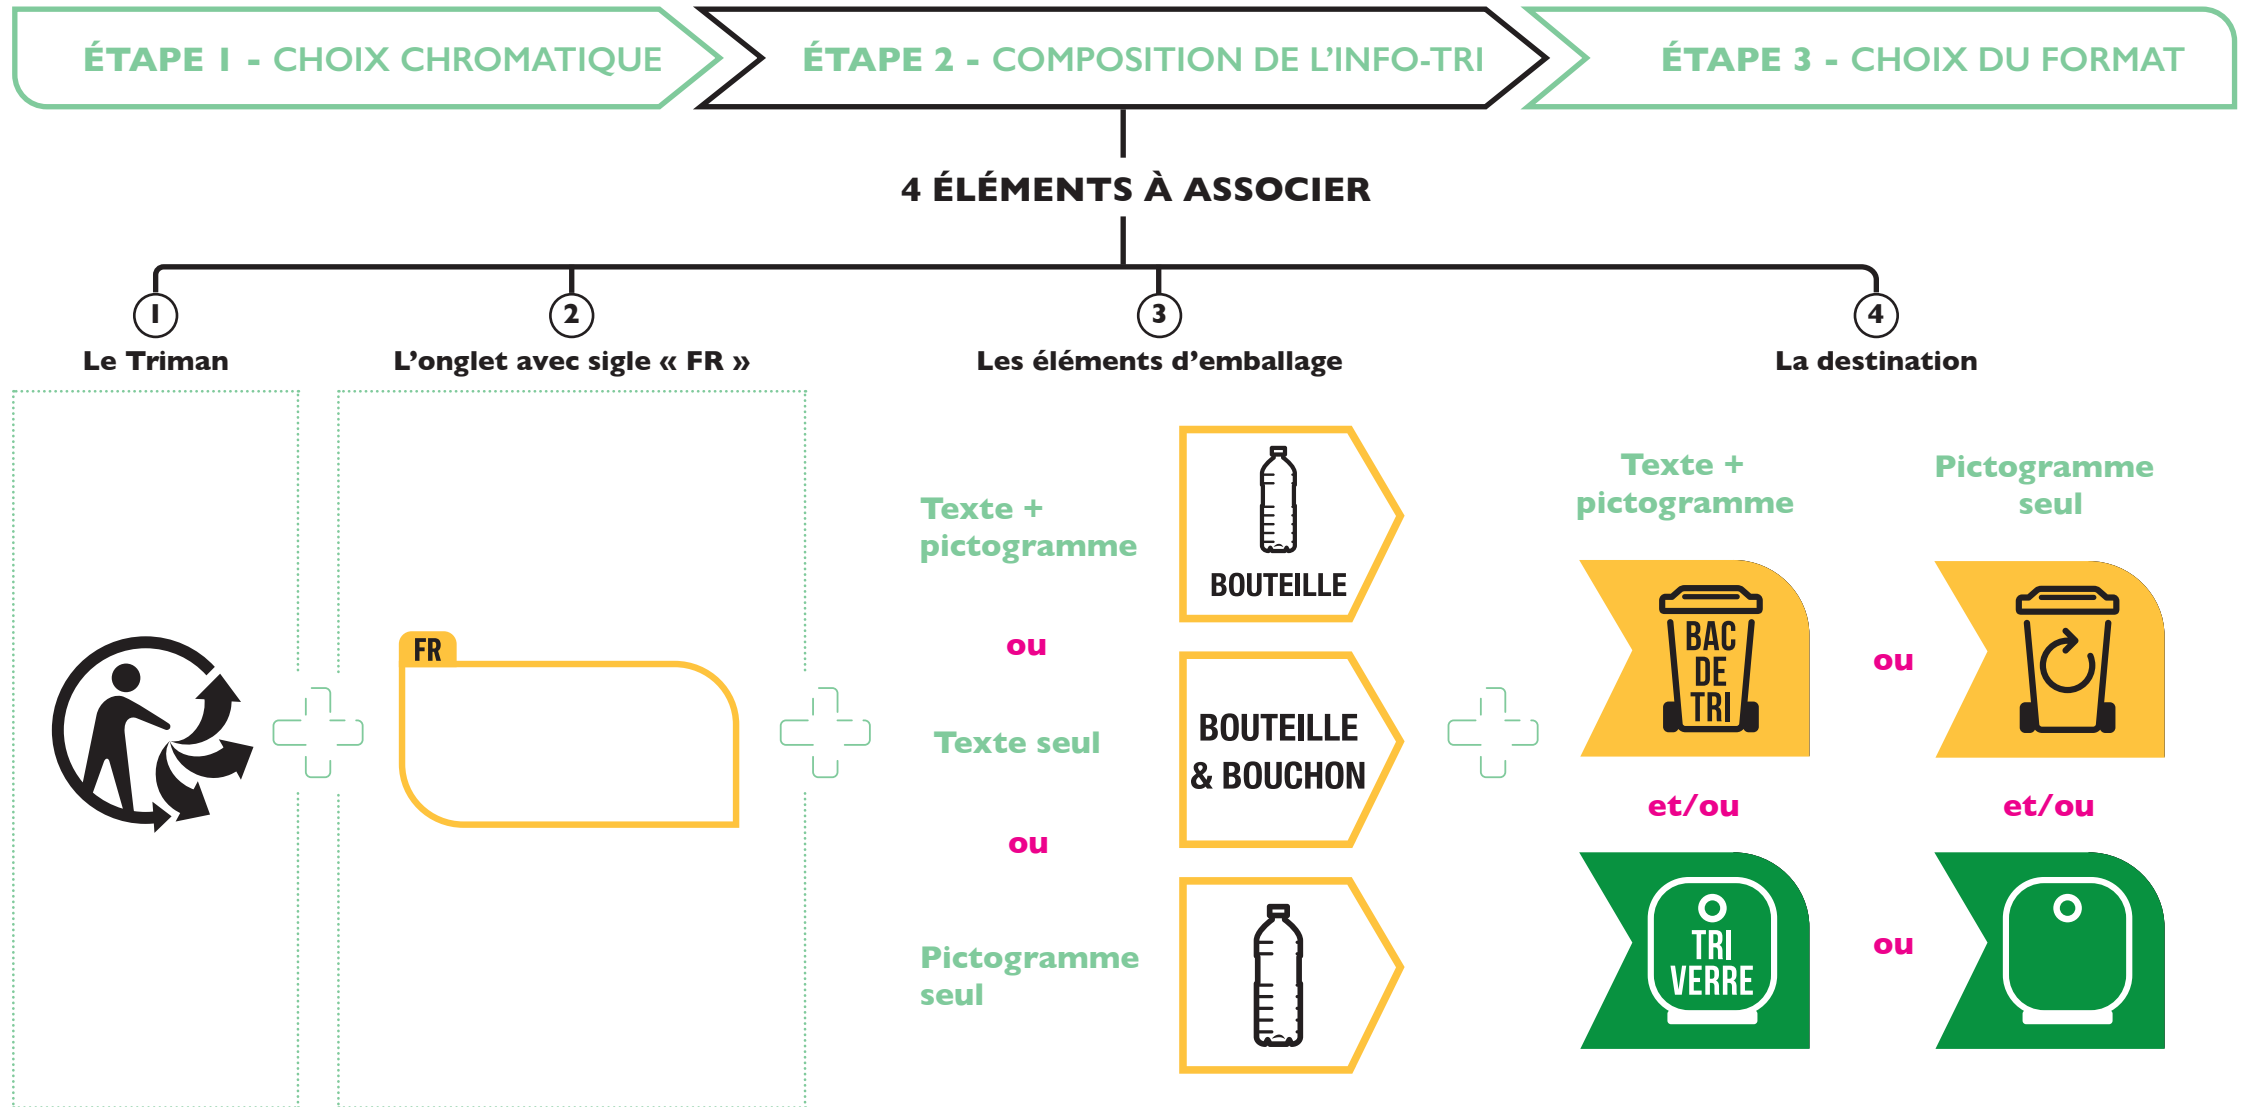 ÉTAPE 1 - CHOIX CHROMATIQUE
ÉTAPE 2 - COMPOSITION DE L'INFO-TRI
ÉTAPE 3 - CHOIX DU FORMAT
4 ÉLÉMENTS À ASSOCIER
1
Le Triman
2
L'onglet avec sigle « FR »
3
Les éléments d'emballage
4
La destination
FR
Texte +
pictogramme
BOUTEILLE
ou
Texte seul
BOUTEILLE
& BOUCHON
ou
Pictogramme
seul
Texte +
pictogramme
Pictogramme
seul
BAC
DE
TRI
ou
et/ou
et/ou
TRI
VERRE
ou